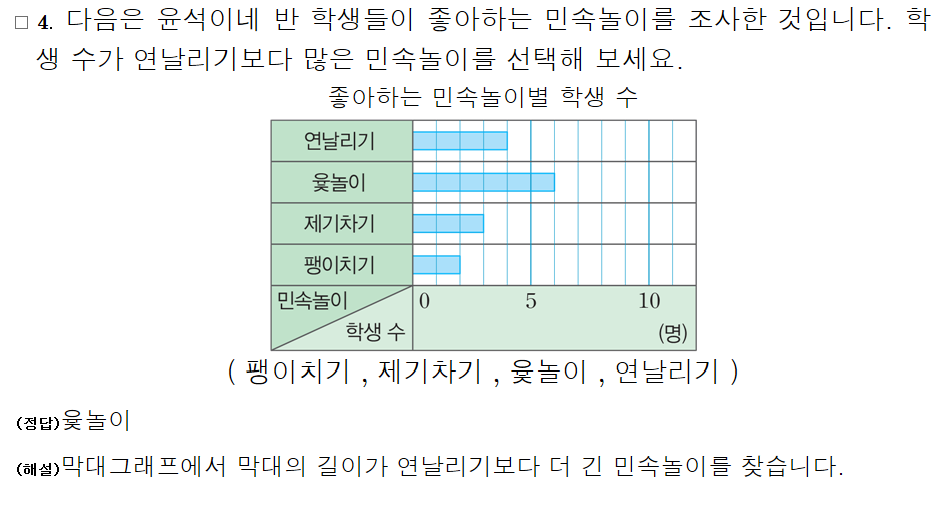 □ 4. 다음은 윤석이네 반 학생들이 좋아하는 민속놀이를 조사한 것입니다. 학
생 수가 연날리기보다 많은 민속놀이를 선택해 보세요.
좋아하는 민속놀이별 학생 수
연날리기
윷놀이
제기차기
팽이치기
민속놀이 0 5 10
학생 수 (명)
( 팽이치기 , 제기차기 , 윷놀이 , 연날리기 )
(정답)윷놀이
(해설)막대그래프에서 막대의 길이가 연날리기보다 더 긴 민속놀이를 찾습니다.